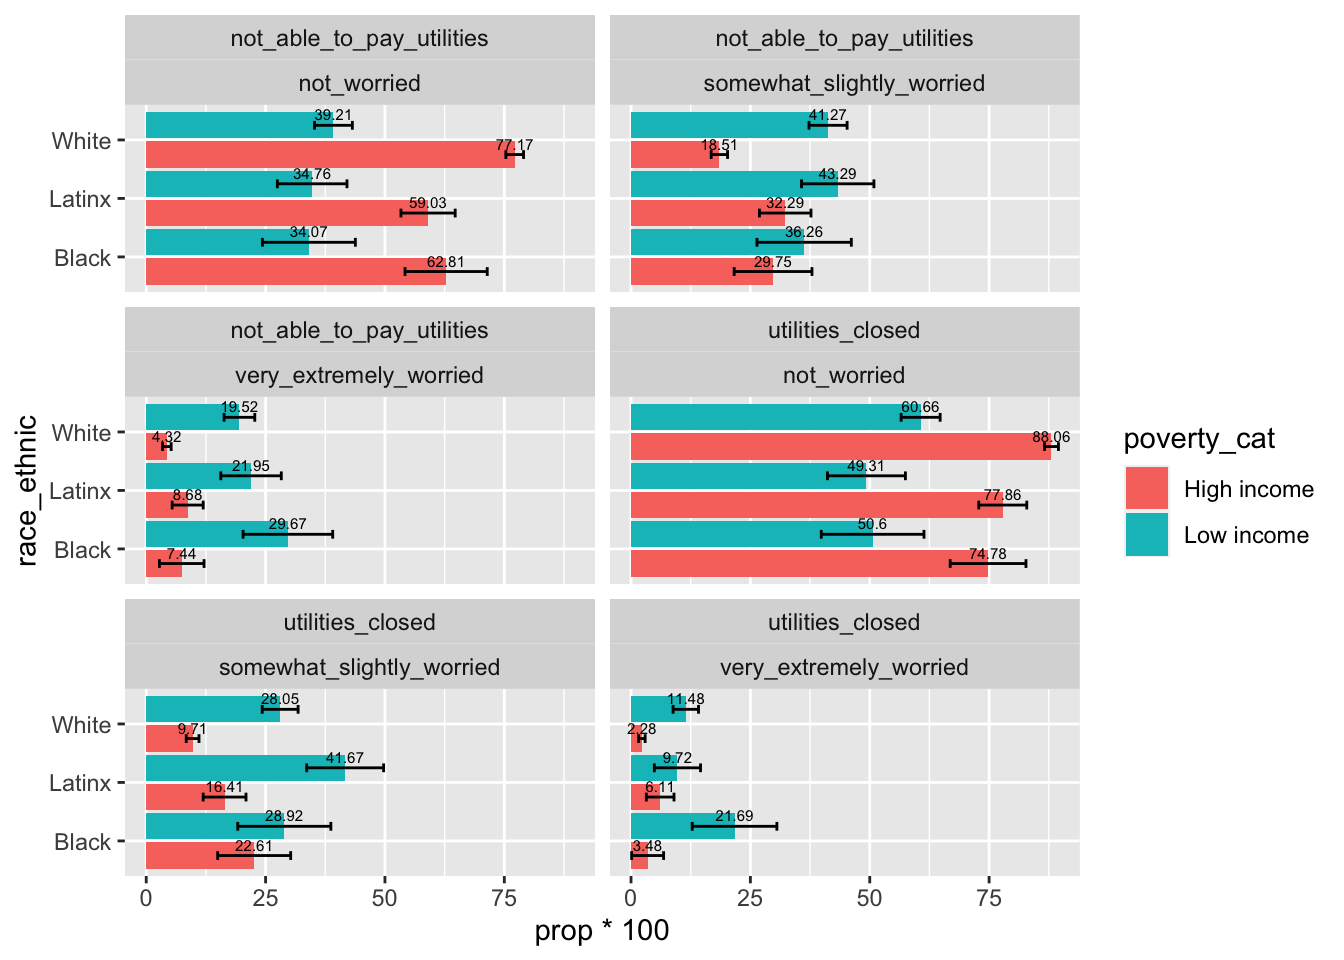 not_able_to_pay_utilities
not_worried
White
Latinx
Black
39.21
77.17
34.76
59.03
34.07
62.81
not_able_to_pay_utilities
somewhat_slightly_worried
41.27
18.51
43.29
32.29
36.26
29.75
not_able_to_pay_utilities
very_extremely_worried
White
Latinx
Black
19.52
4.32
21.95
8.68
29.67
7.44
utilities_closed
not_worried
60.66
88.06
49.31
77.86
50.6
74.78
utilities_closed
somewhat_slightly_worried
White
Latinx
Black
28.05
9.71
41.67
16.41
28.92
22.61
utilities_closed
very_extremely_worried
11.48
2.28
9.72
6.11
21.69
3.48
0 25 50 75
0 25 50 75
prop * 100
race_ethnic
poverty_cat
High income
Low income